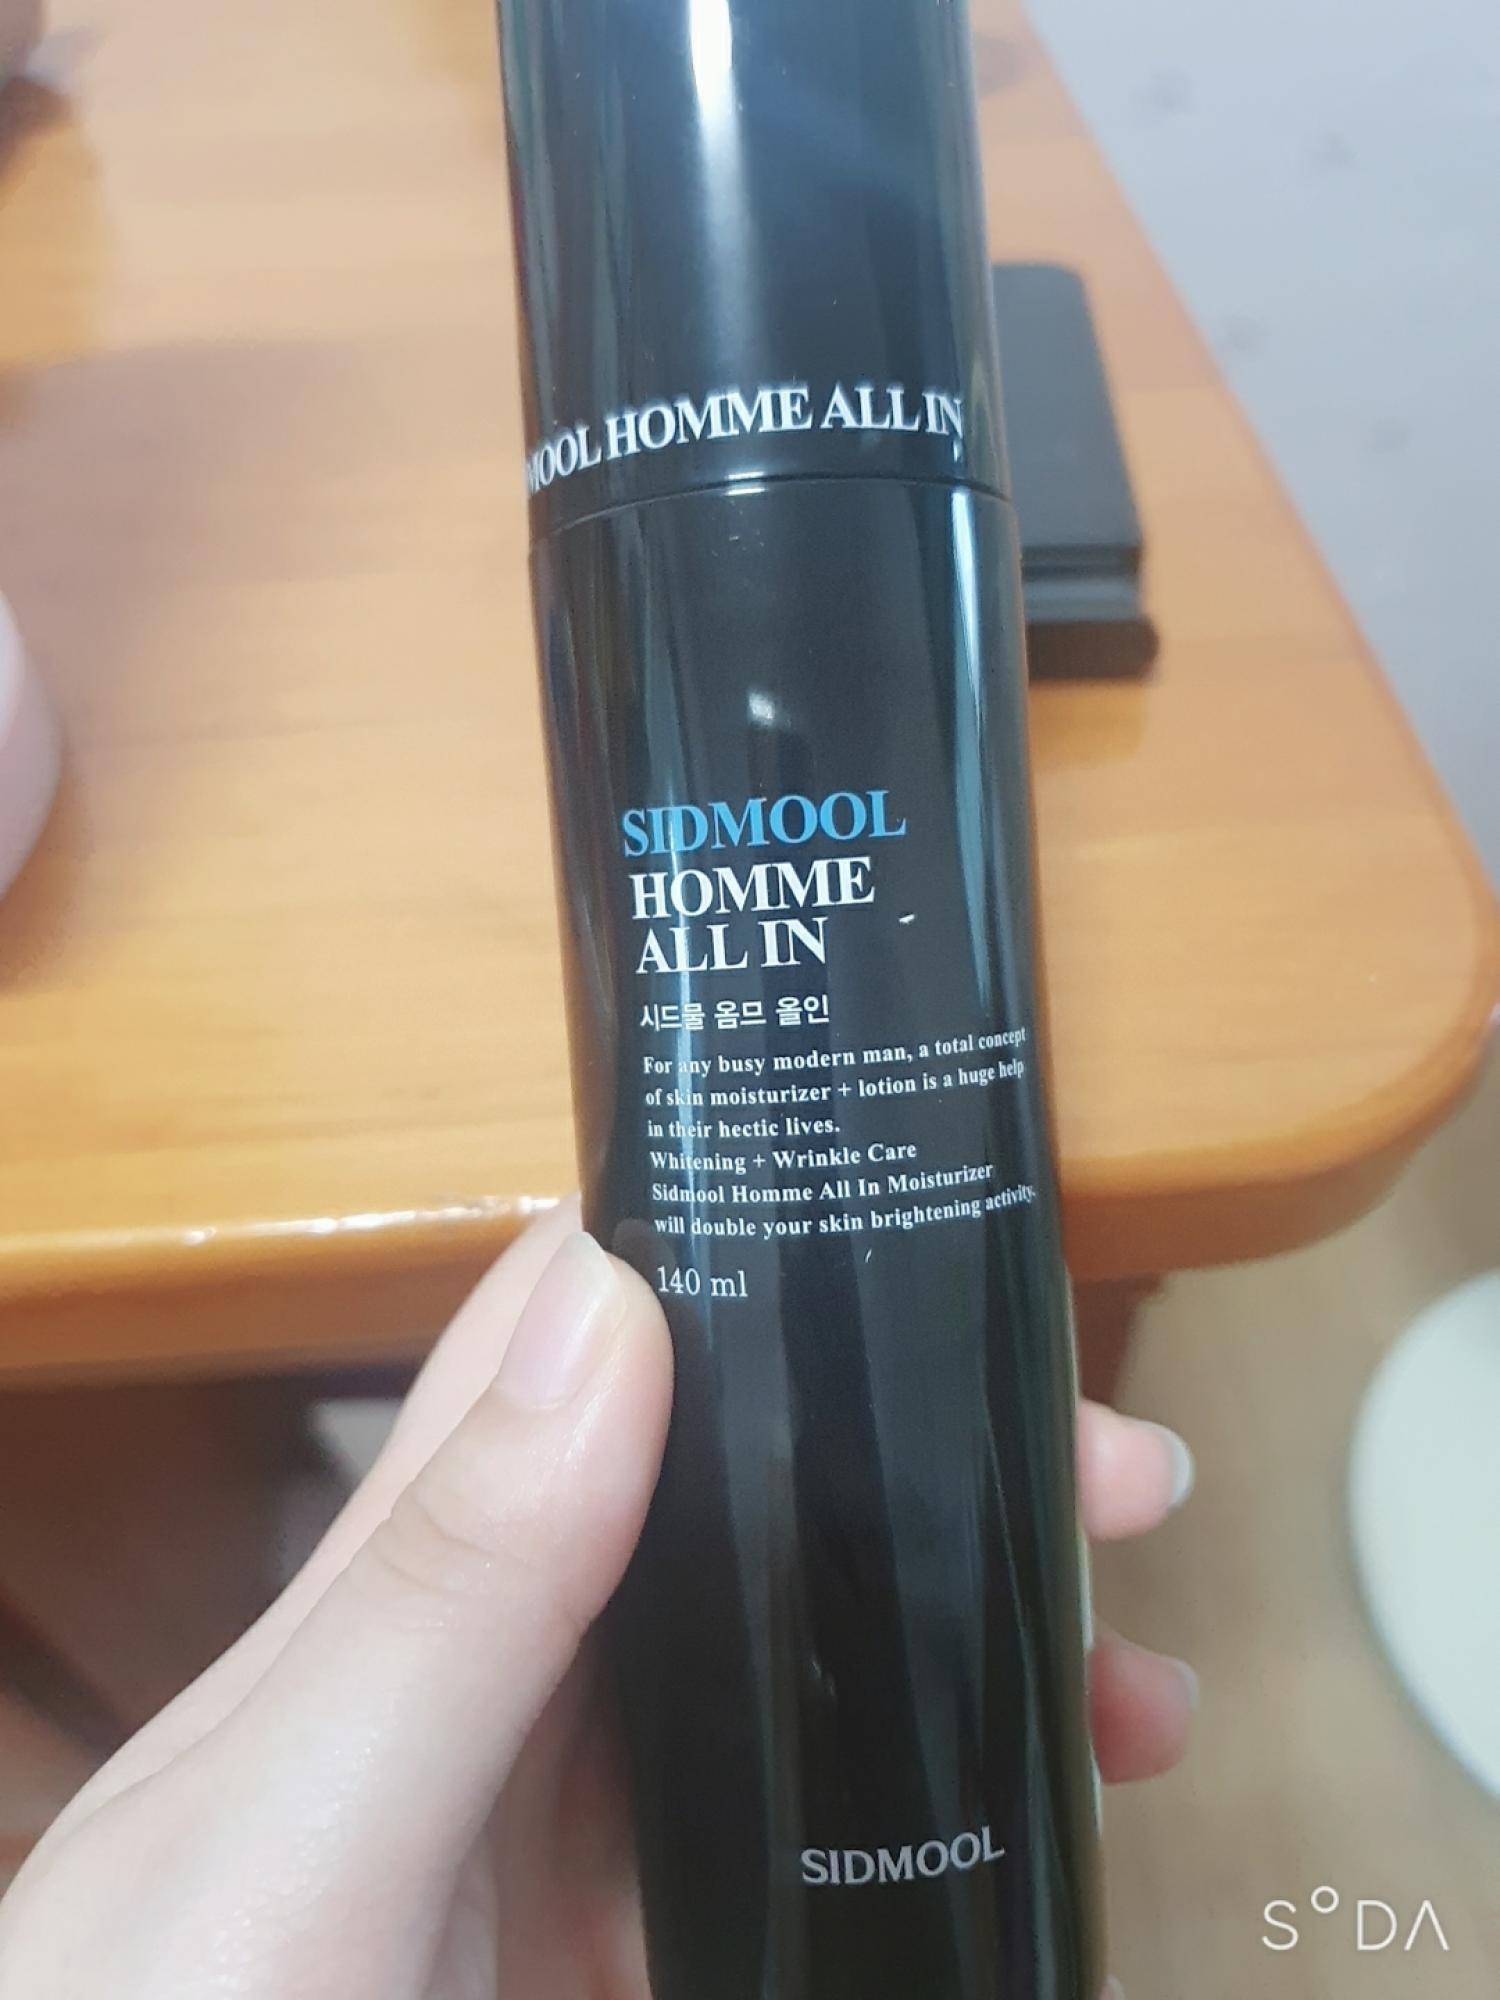 MOOL HOMME ALL IN
SIDMOOL
HOMME
ALL IN
시드물 옴므 올인
For any busy modern man, a total concept
of skin moisturizer + lotion is a huge help
in their hectic lives.
Whitening + Wrinkle Care
Sidmool Homme All In Moisturizer
will double your skin brightening activity.
140 ml
SIDMOOL
SODA